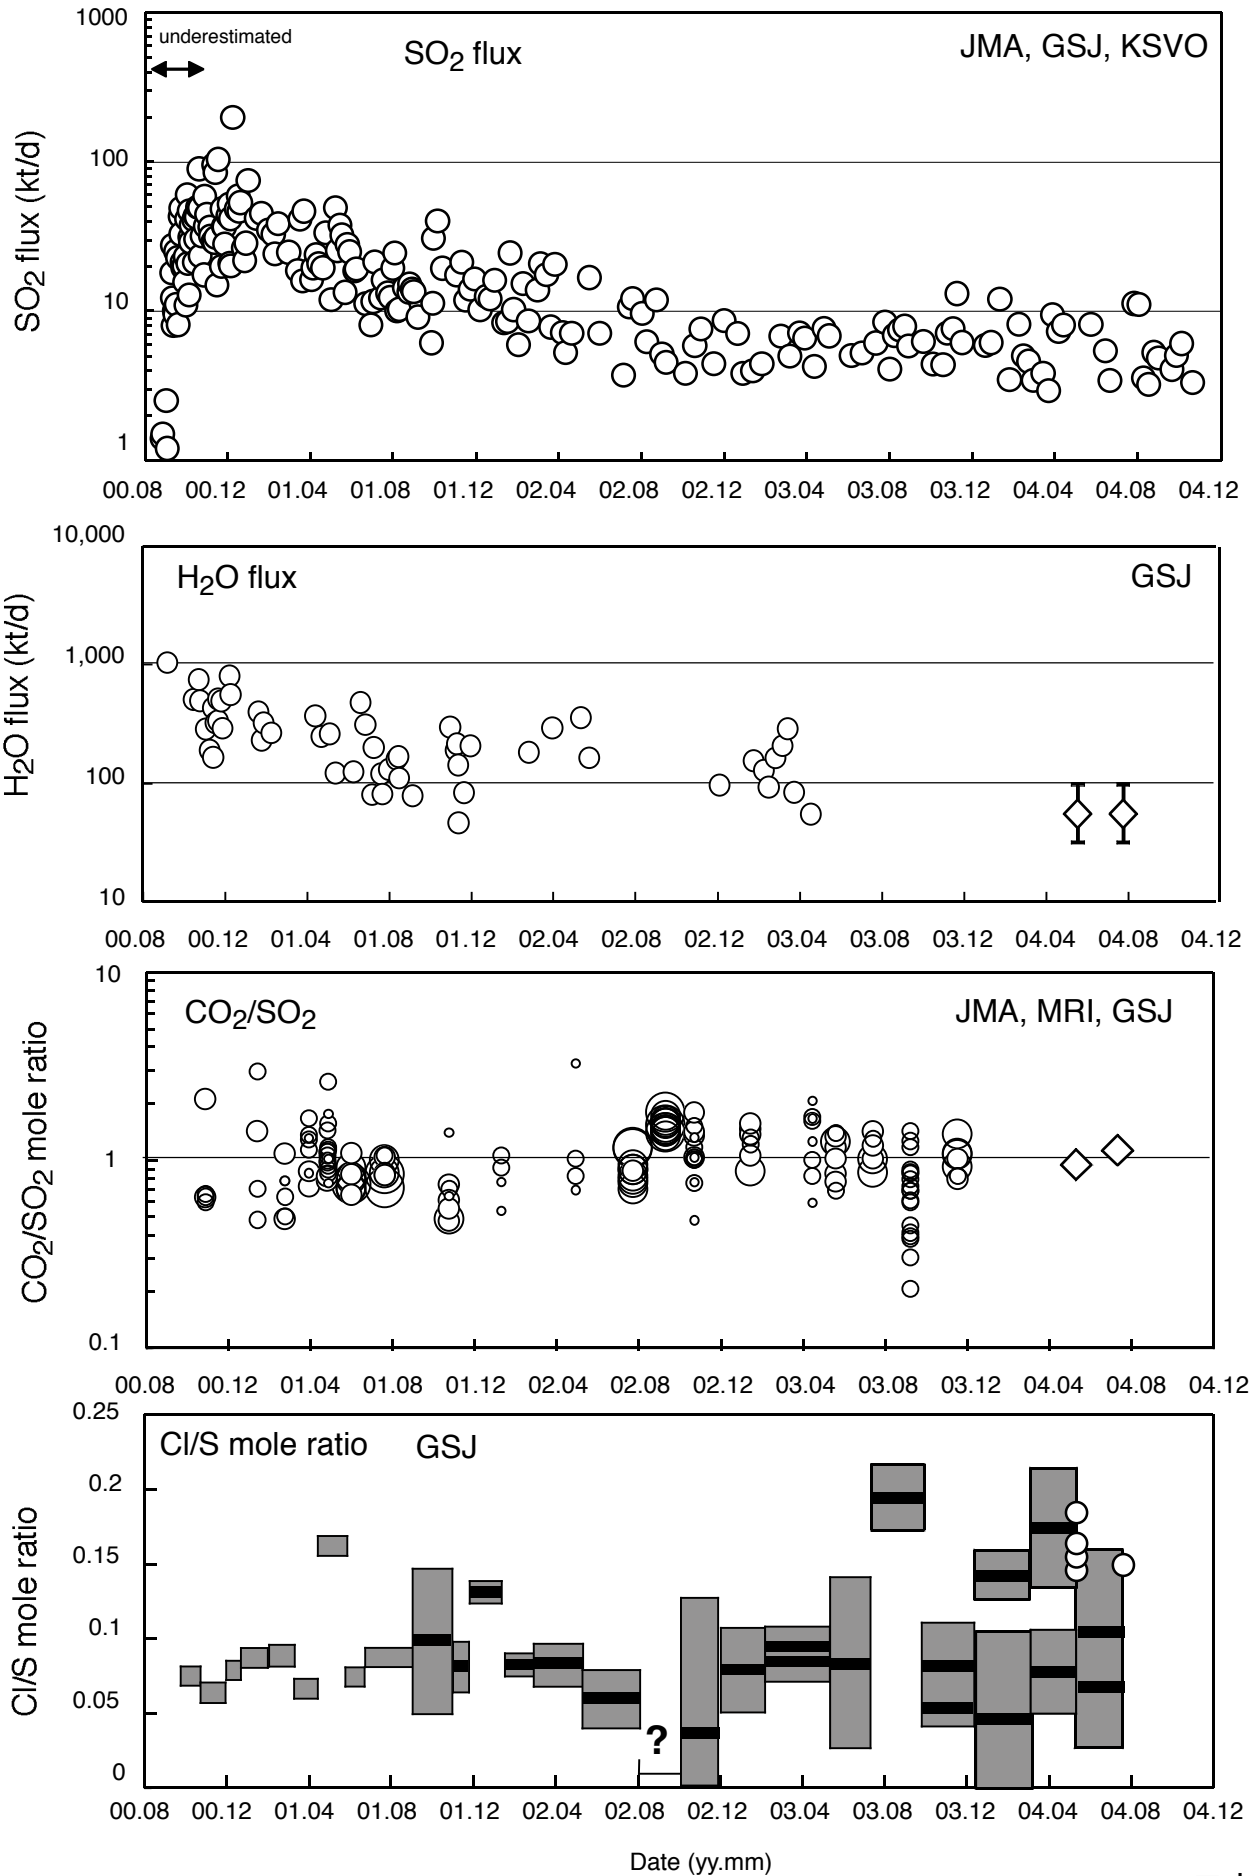 1000
underestimated
SO2 flux
JMA, GSJ, KSVO
100
10
1
SO2 flux (kt/d)
00.08 00.12 01.04 01.08 01.12 02.04 02.08 02.12 03.04 03.08 03.12 04.04 04.08 04.12
10,000
H2O flux
GSJ
1,000
100
10
H2O flux (kt/d)
00.08 00.12 01.04 01.08 01.12 02.04 02.08 02.12 03.04 03.08 03.12 04.04 04.08 04.12
10
CO2/SO2
JMA, MRI, GSJ
1
0.1
CO2/SO2 mole ratio
00.08 00.12 01.04 01.08 01.12 02.04 02.08 02.12 03.04 03.08 03.12 04.04 04.08 04.12
0.25
Cl/S mole ratio GSJ
0.2
0.15
0.1
0.05
?
0
Cl/S mole ratio
00.08 00.12 01.04 01.08 01.12 02.04 02.08 02.12 03.04 03.08 03.12 04.04 04.08 04.12
Date (yy.mm)